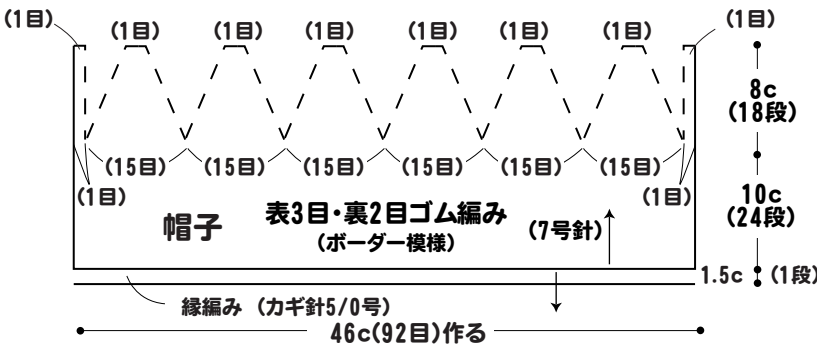 (1目) (1目) (1目) (1目) (1目) (1目) (1目) (1目)
8c
(18段)
(15目) (15目) (15目) (15目) (15目) (15目)
(1目) (1目)
10c
(24段)
帽子
表3目・裏2目ゴム編み
(ボーダー模様)
(7号針)
1.5c (1段)
縁編み (カギ針5/0号)
46c(92目)作る